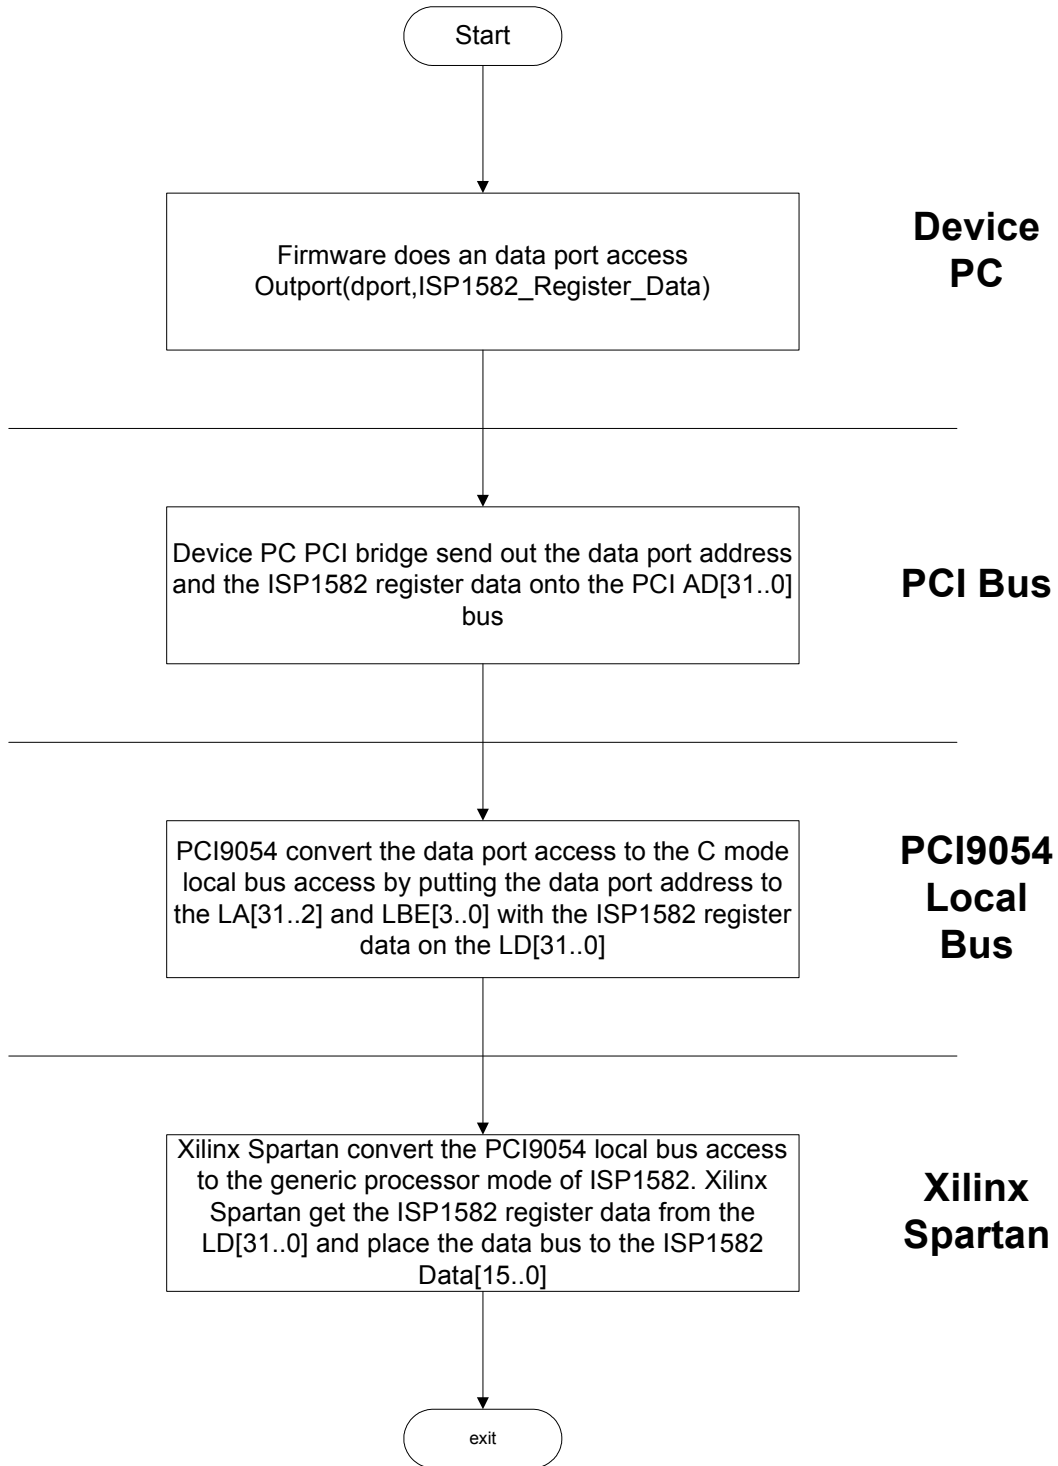 Start
Firmware does an data port access
Outport(dport,ISP1582_Register_Data)
Device
PC
Device PC PCI bridge send out the data port address
and the ISP1582 register data onto the PCI AD[31..0]
bus
PCI Bus
PCI9054 convert the data port access to the C mode
local bus access by putting the data port address to
the LA[31..2] and LBE[3..0] with the ISP1582 register
data on the LD[31..0]
PCI9054
Local
Bus
Xilinx Spartan convert the PCI9054 local bus access
to the generic processor mode of ISP1582. Xilinx
Spartan get the ISP1582 register data from the
LD[31..0] and place the data bus to the ISP1582
Data[15..0]
Xilinx
Spartan
exit